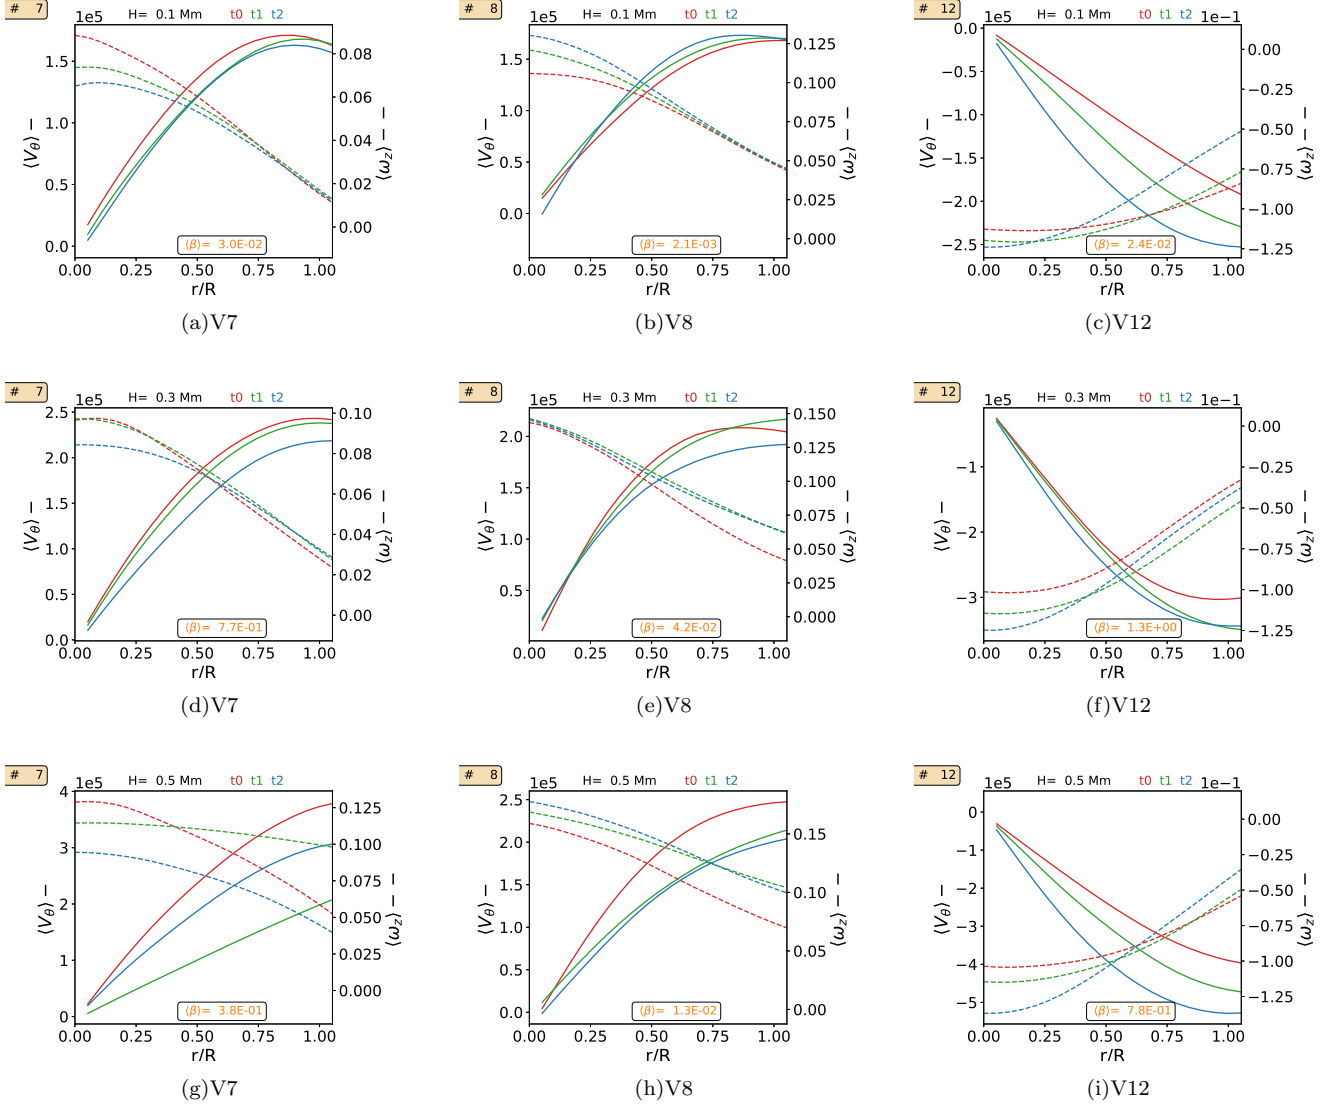 # 7 H= 0.1 Mm t0 t1 t2
1e5
⟨Vθ⟩ —
1.5
1.0
0.5
0.0
0.08
0.06
0.04
0.02
0.00
⟨ωz⟩ — —
⟨β⟩= 3.0E-02
0.00 0.25 0.50 0.75 1.00
r/R
(a)V7
# 8 H= 0.1 Mm t0 t1 t2
1e5
⟨Vθ⟩ —
1.5
1.0
0.5
0.0
0.125
0.100
0.075
0.050
0.025
0.000
⟨ωz⟩ — —
⟨β⟩= 2.1E-03
0.00 0.25 0.50 0.75 1.00
r/R
(b)V8
# 12 H= 0.1 Mm t0 t1 t2
1e5 1e−1
⟨Vθ⟩ —
0.0
−0.5
−1.0
−1.5
−2.0
−2.5
0.00
−0.25
−0.50
−0.75
−1.00
−1.25
⟨ωz⟩ — —
⟨β⟩= 2.4E-02
0.00 0.25 0.50 0.75 1.00
r/R
(c)V12
# 7 H= 0.3 Mm t0 t1 t2
1e5
⟨Vθ⟩ —
2.5
2.0
1.5
1.0
0.5
0.0
0.10
0.08
0.06
0.04
0.02
0.00
⟨ωz⟩ — —
⟨β⟩= 7.7E-01
0.00 0.25 0.50 0.75 1.00
r/R
(d)V7
# 8 H= 0.3 Mm t0 t1 t2
1e5
⟨Vθ⟩ —
2.0
1.5
1.0
0.5
0.150
0.125
0.100
0.075
0.050
0.025
0.000
⟨ωz⟩ — —
⟨β⟩= 4.2E-02
0.00 0.25 0.50 0.75 1.00
r/R
(e)V8
# 12 H= 0.3 Mm t0 t1 t2
1e5 1e−1
⟨Vθ⟩ —
−1
−2
−3
0.00
−0.25
−0.50
−0.75
−1.00
−1.25
⟨ωz⟩ — —
⟨β⟩= 1.3E+00
0.00 0.25 0.50 0.75 1.00
r/R
(f)V12
# 7 H= 0.5 Mm t0 t1 t2
1e5
⟨Vθ⟩ —
4
3
2
1
0
0.125
0.100
0.075
0.050
0.025
0.000
⟨ωz⟩ — —
⟨β⟩= 3.8E-01
0.00 0.25 0.50 0.75 1.00
r/R
(g)V7
# 8 H= 0.5 Mm t0 t1 t2
1e5
⟨Vθ⟩ —
2.5
2.0
1.5
1.0
0.5
0.0
0.15
0.10
0.05
0.00
⟨ωz⟩ — —
⟨β⟩= 1.3E-02
0.00 0.25 0.50 0.75 1.00
r/R
(h)V8
# 12 H= 0.5 Mm t0 t1 t2
1e5 1e−1
⟨Vθ⟩ —
0
−1
−2
−3
−4
−5
0.00
−0.25
−0.50
−0.75
−1.00
−1.25
⟨ωz⟩ — —
⟨β⟩= 7.8E-01
0.00 0.25 0.50 0.75 1.00
r/R
(i)V12